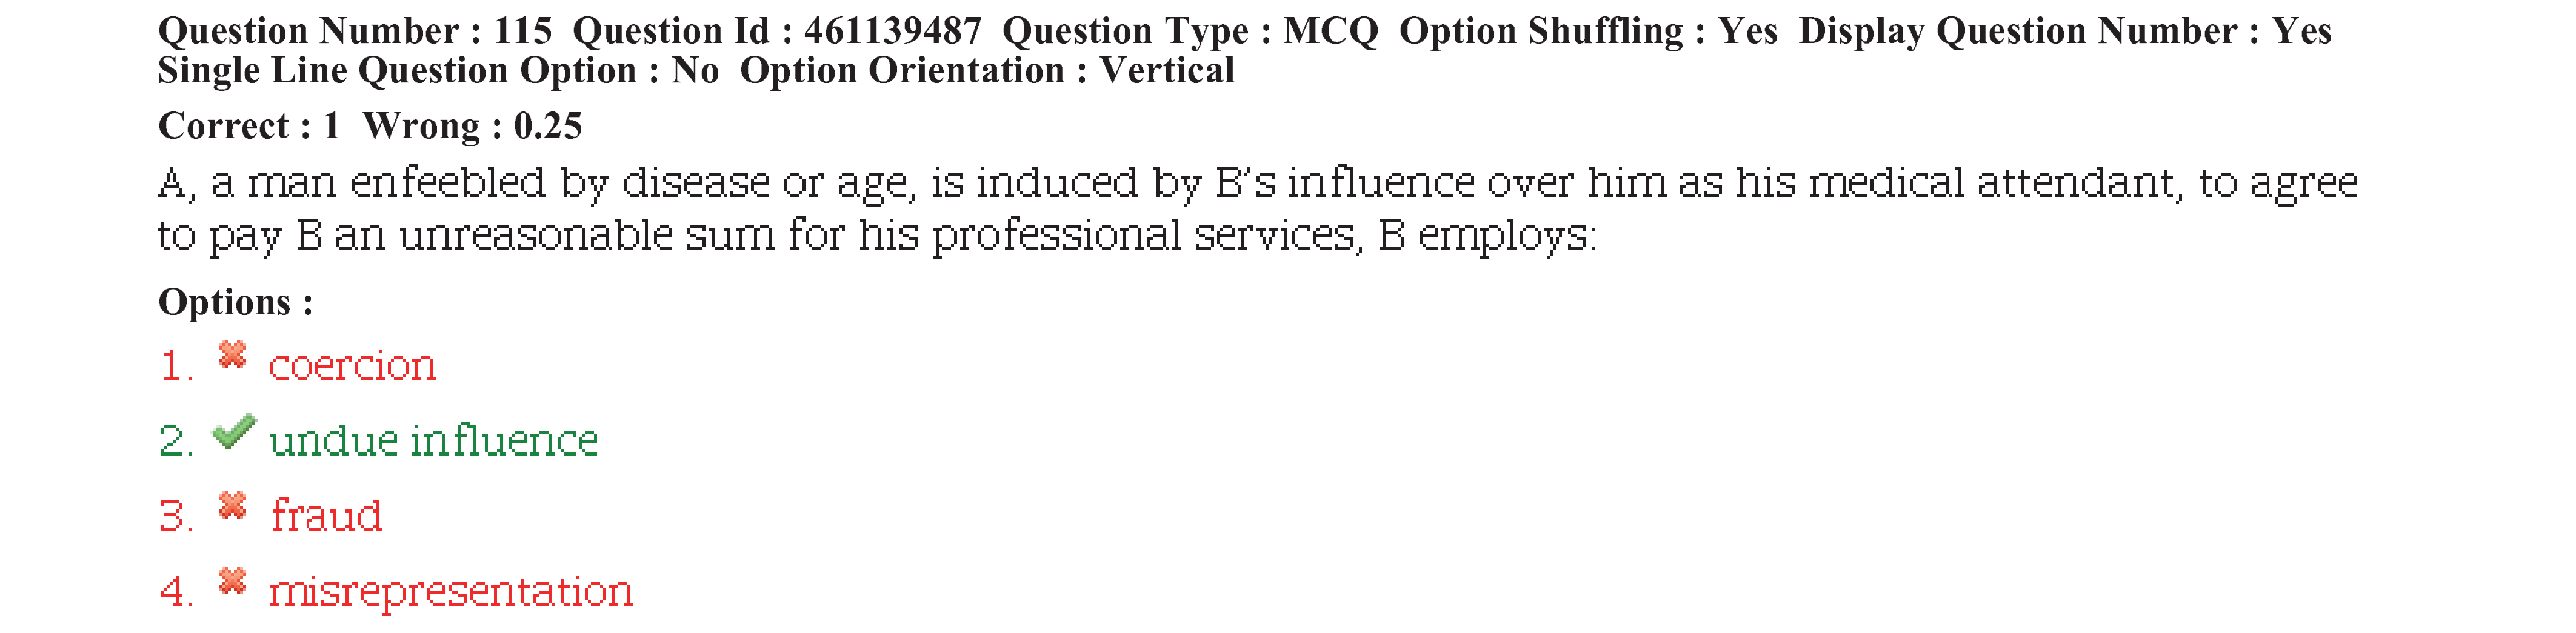 Question Number : 115 Question Id : 461139487 Question Type : MCQ Option Shuffling : Yes Display Question Number : Yes
Single Line Question Option : No Option Orientation : Vertical
Correct : 1 Wrong : 0.25
A, a man enfeebled by disease or age, is induced by B's influence over him as his medical attendant, to agree
to pay B an unreasonable sum for his professional services, B employs:
Options :
1. coercion
2. undue influence
3. fraud
4. misrepresentation